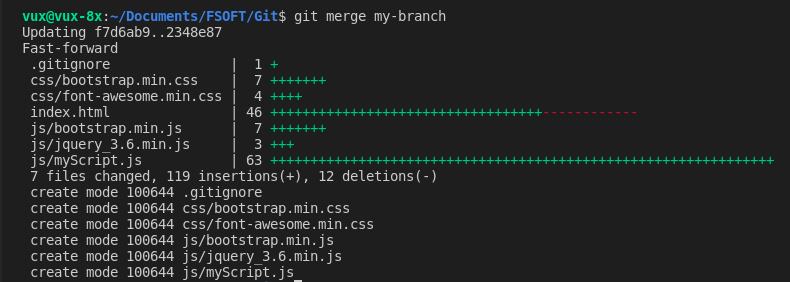 vux@vux-8x:~/Documents/FSOFT/Git$ git merge my-branch
Updating f7d6ab9..2348e87
Fast-forward
 .gitignore               |  1 +
 css/bootstrap.min.css    |  7 +++++++
 css/font-awesome.min.css |  4 ++++
 index.html               | 46 ++++++++++++++++++++++++++++++++++------------
 js/bootstrap.min.js      |  7 +++++++
 js/jquery_3.6.min.js     |  3 +++
 js/myScript.js           | 63 +++++++++++++++++++++++++++++++++++++++++++++++++++++++++++++++
 7 files changed, 119 insertions(+), 12 deletions(-)
 create mode 100644 .gitignore
 create mode 100644 css/bootstrap.min.css
 create mode 100644 css/font-awesome.min.css
 create mode 100644 js/bootstrap.min.js
 create mode 100644 js/jquery_3.6.min.js
 create mode 100644 js/myScript.js